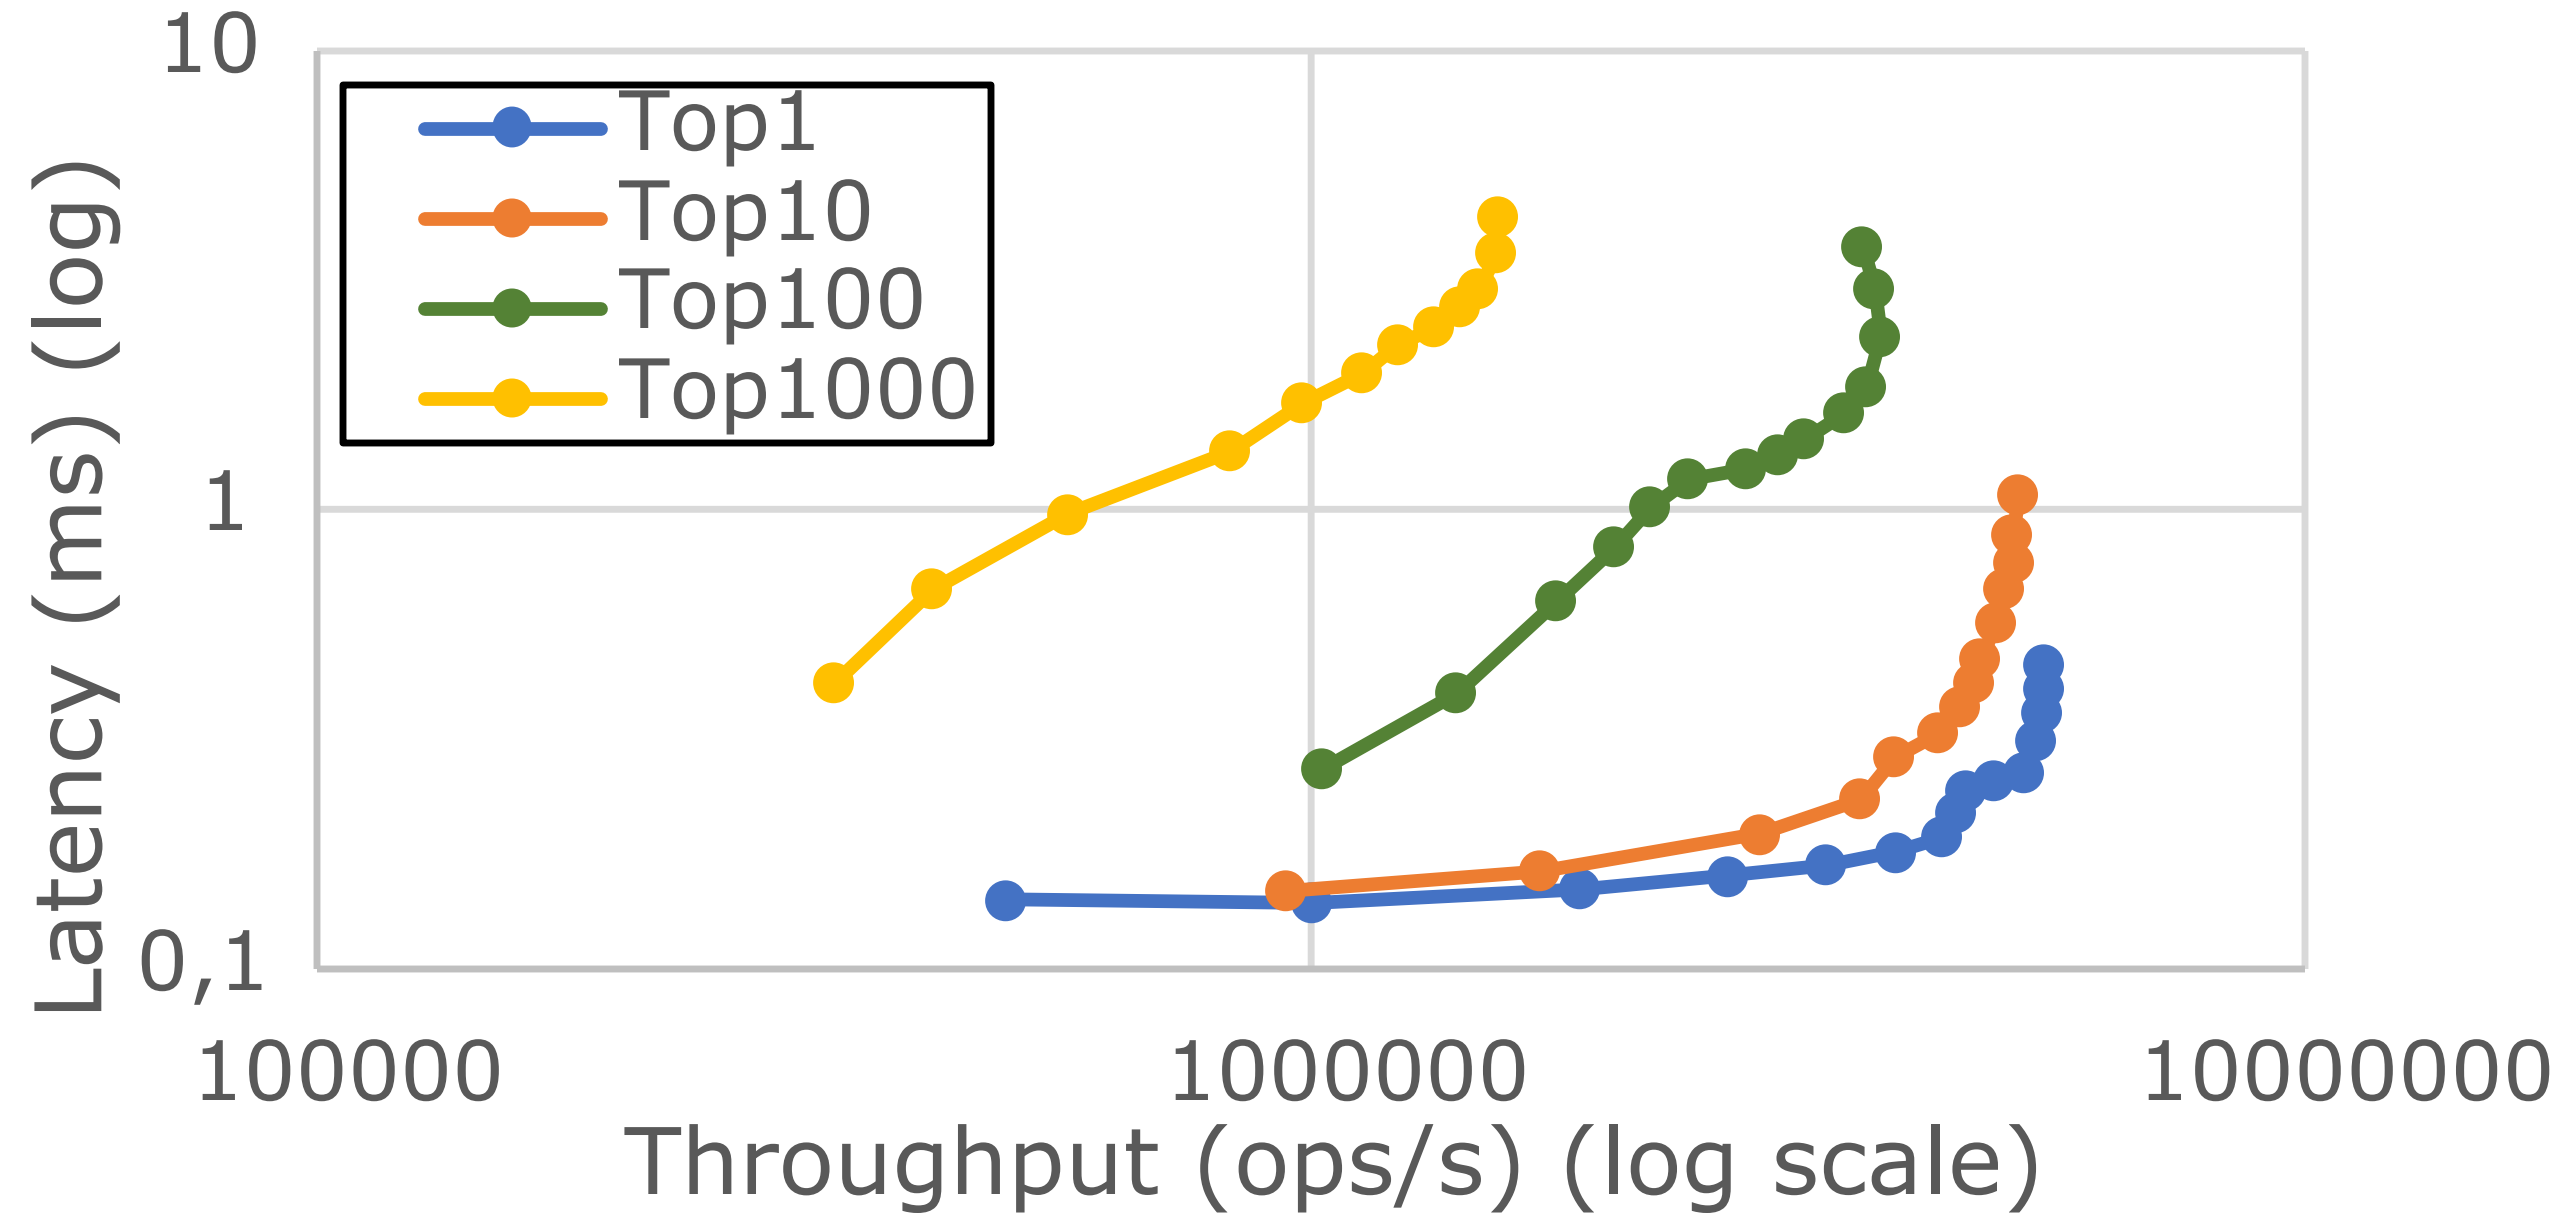 10
1
0,1
Latency (ms) (log)
Top1
Top10
Top100
Top1000
100000
1000000
10000000
Throughput (ops/s) (log scale)